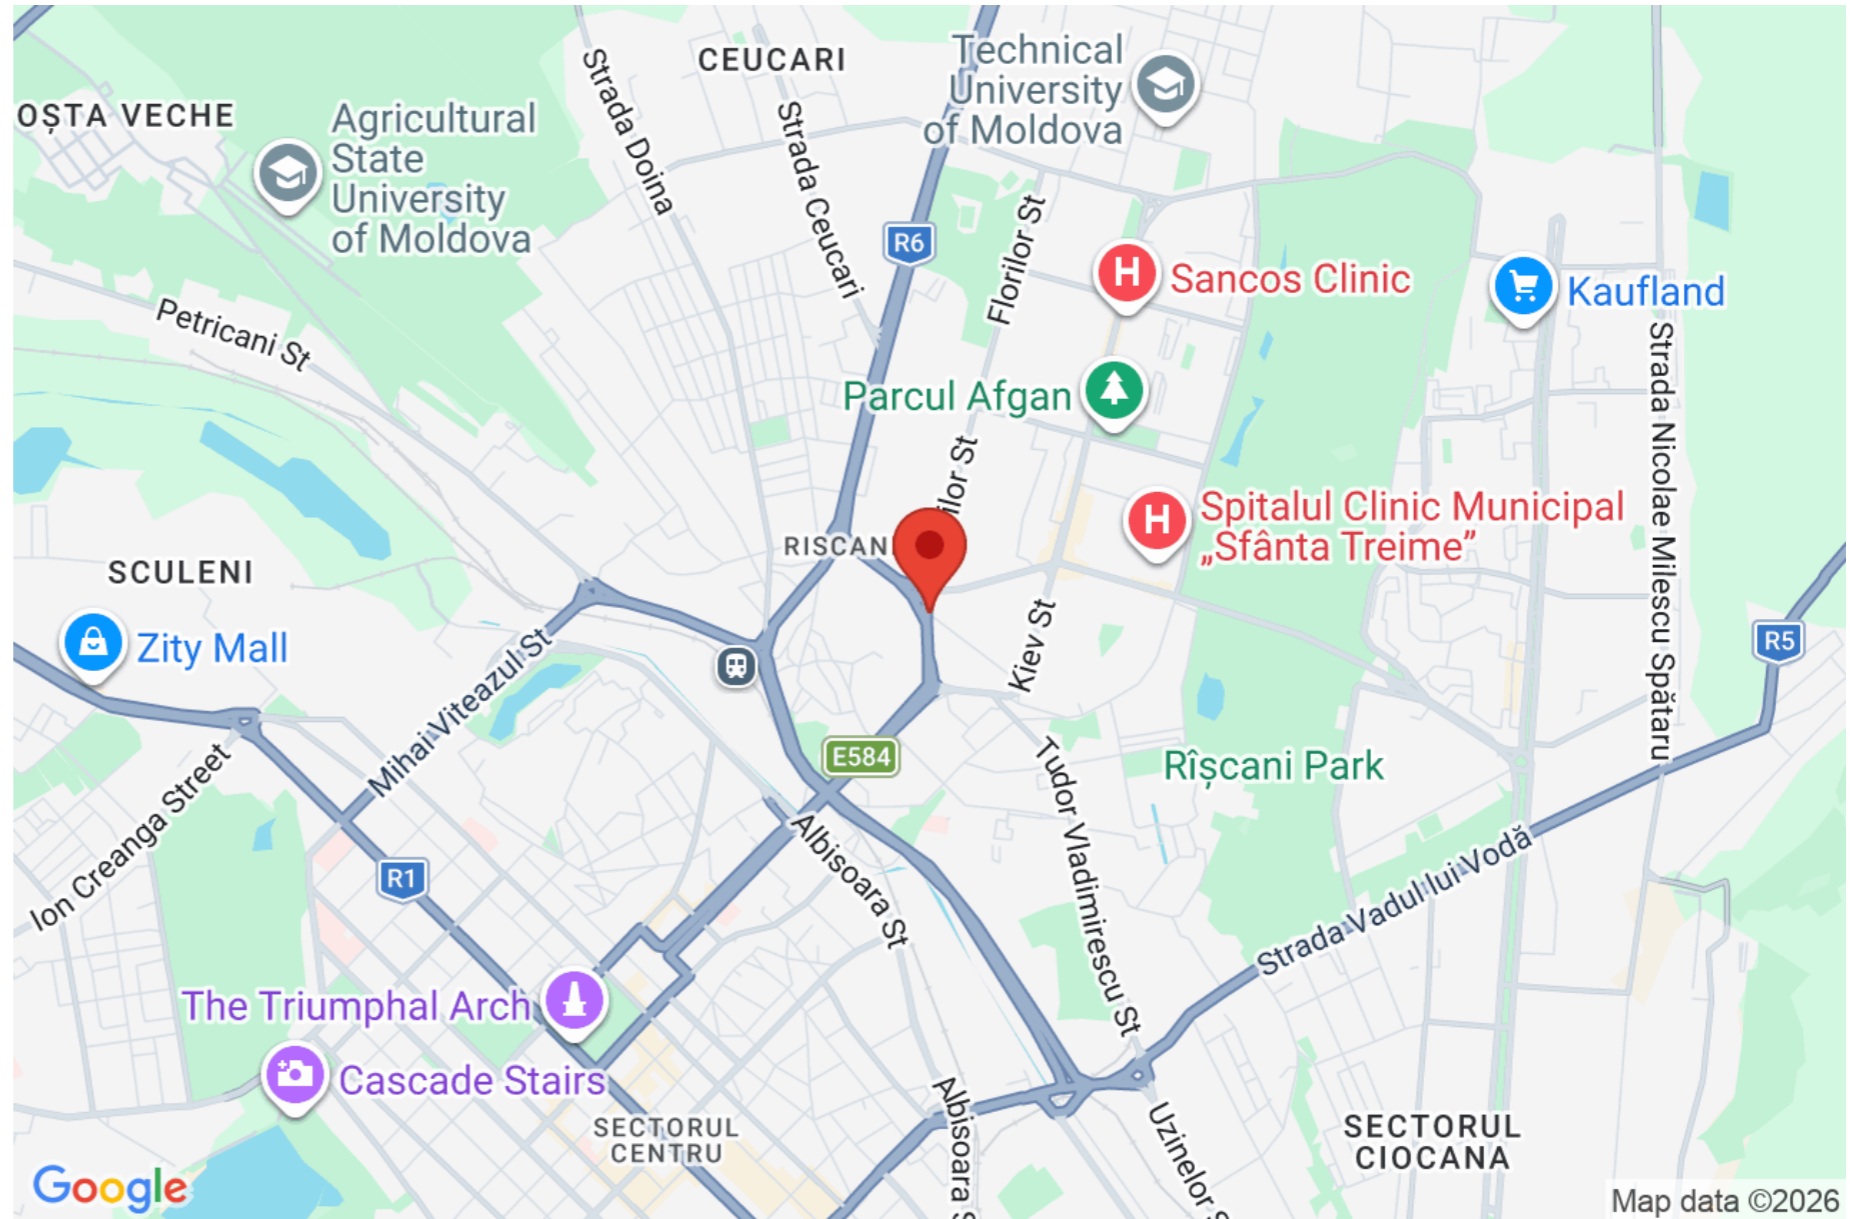 CEUCARI
Technical
University
of Moldova
OȘTA VECHE
Agricultural
State
University
of Moldova
Strada Doina
Strada Ceucari
R6
Florilor St
Sancos Clinic
Kaufland
Petricani St
Parcul Afgan
Strada Nicolae Milescu Spătaru
ilor St
Spitalul Clinic Municipal
„Sfânta Treime”
RISCANI
SCULENI
Zity Mall
Mihai Viteazul St
Kiev St
R5
Ion Creanga Street
E584
Rîșcani Park
Tudor Vladimirescu St
Albisoara St
Strada Vadul lui Vodă
R1
The Triumphal Arch
Cascade Stairs
SECTORUL
CENTRU
Albisoara S
Uzinelor S
SECTORUL
CIOCANA
Google
Map data ©2026